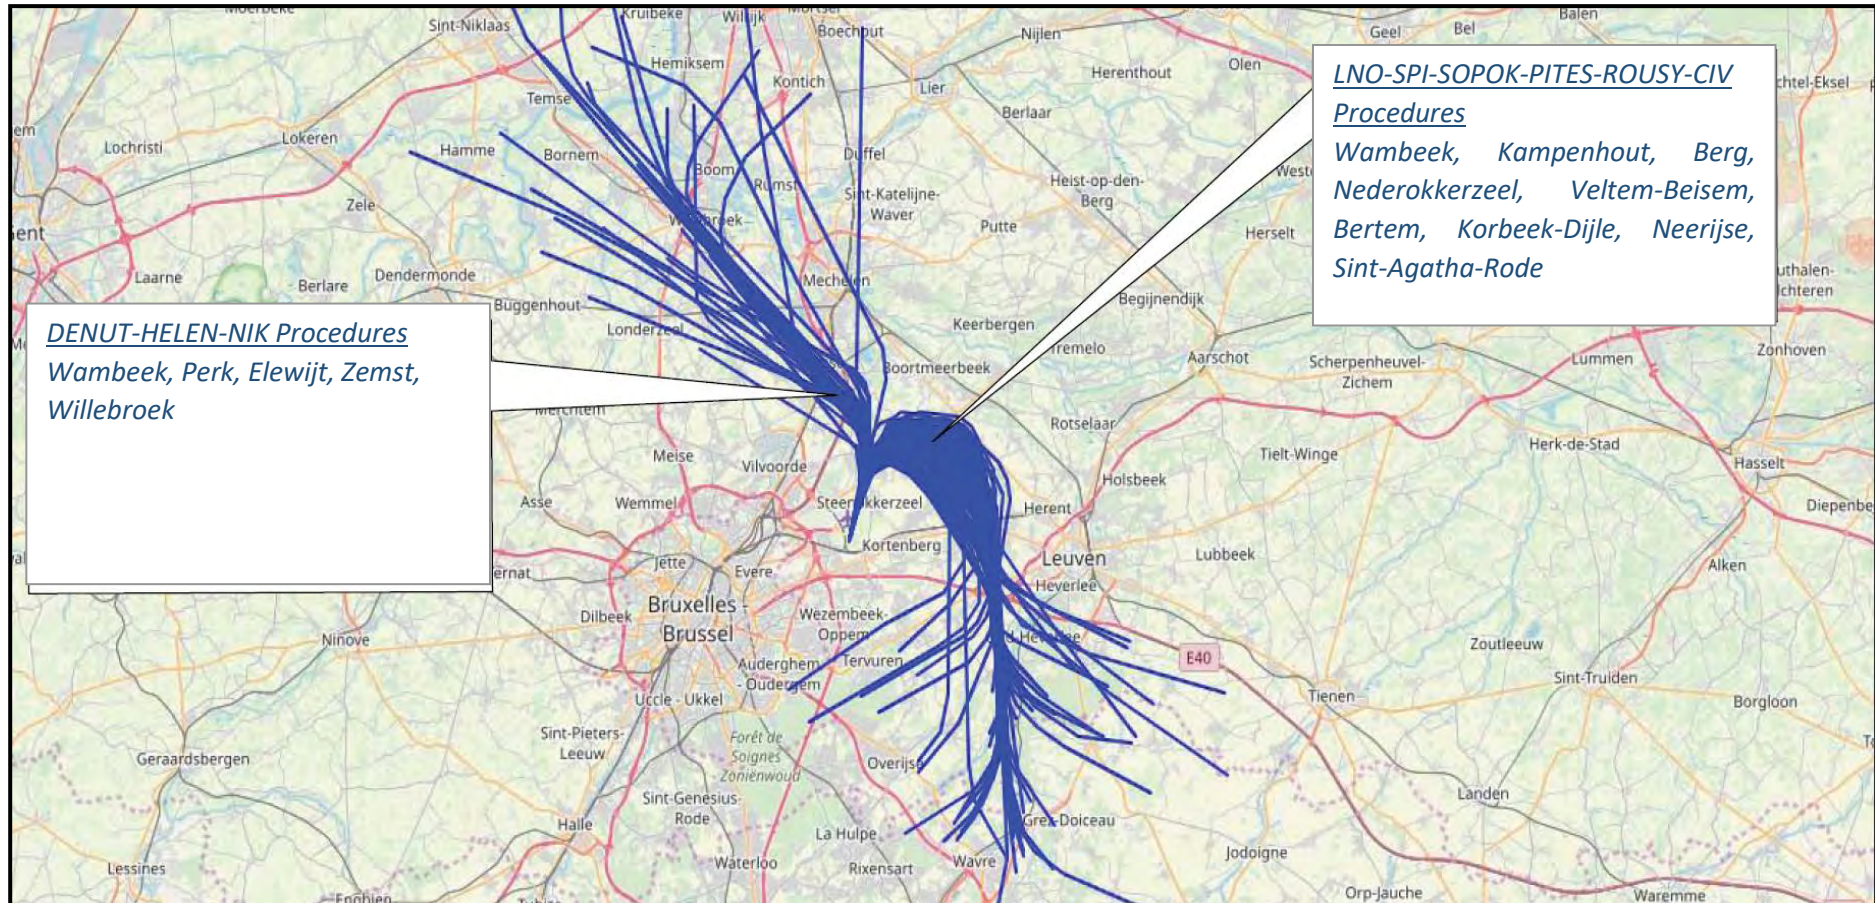 Kruibeke
Sint-Niklaas
Boechout
Balen
Geel
Bel
Nijlen
Hemiksem
Olen
Kontich
Herenthout
Lier
Temse
Berlaar
Lokeren
Lochristi
Hamme
Bornem
Duffel
Boom
Rumst
Heist-op-den-
Berg
Sint-Katelijne-
Waver
Zele
Putte
Herselt
Laarne
Dendermonde
Berlare
Mechelen
Buggenhout
Begijnendijk
Londerzeel
Keerbergen
Aarschot
Scherpenheuvel-
Zichem
Lummen
Zonhoven
LNO-SPI-SOPOK-PITES-ROUSY-CIV
Procedures
Wambeek, Kampenhout, Berg,
Nederokkerzeel, Veltem-Beisem,
Bertem, Korbeek-Dijle, Neerijse,
Sint-Agatha-Rode
DENUT-HELEN-NIK Procedures
Wambeek, Perk, Elewijt, Zemst,
Willebroek
Rotselaar
Herk-de-Stad
Meise
Vilvoorde
Tielt-Winge
Hasselt
Holsbeek
Asse
Wemmel
Herent
Kortenberg
Leuven
Lubbeek
Jette
Evere
Heverlee
Alken
Bruxelles -
Brussel
Dilbeek
Wezembeek-
Oppem
Ninove
E40
Zoutleeuw
Auderghem
- Oudergem
Tervuren
Sint-Truiden
Uccle - Ukkel
Tienen
Borgloon
Sint-Pieters-
Leeuw
Forêt de
Soignes
- Zoniënwoud
Geraardsbergen
Landen
Sint-Genesius-
Rode
Halle
La Hulpe
Grez-Doiceau
Jodoigne
Lessines
Waterloo
Rixensart
Wavre
Orp-Jauche
Waremme